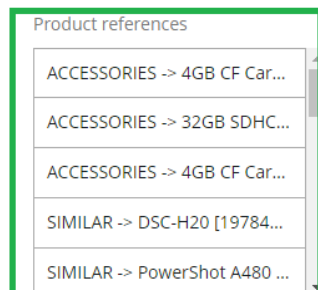 Product references
ACCESSORIES -> 4GB CF Car...
ACCESSORIES -> 32GB SDHC...
ACCESSORIES -> 4GB CF Car...
SIMILAR -> DSC-H20 [19784...
SIMILAR -> PowerShot A480 ...